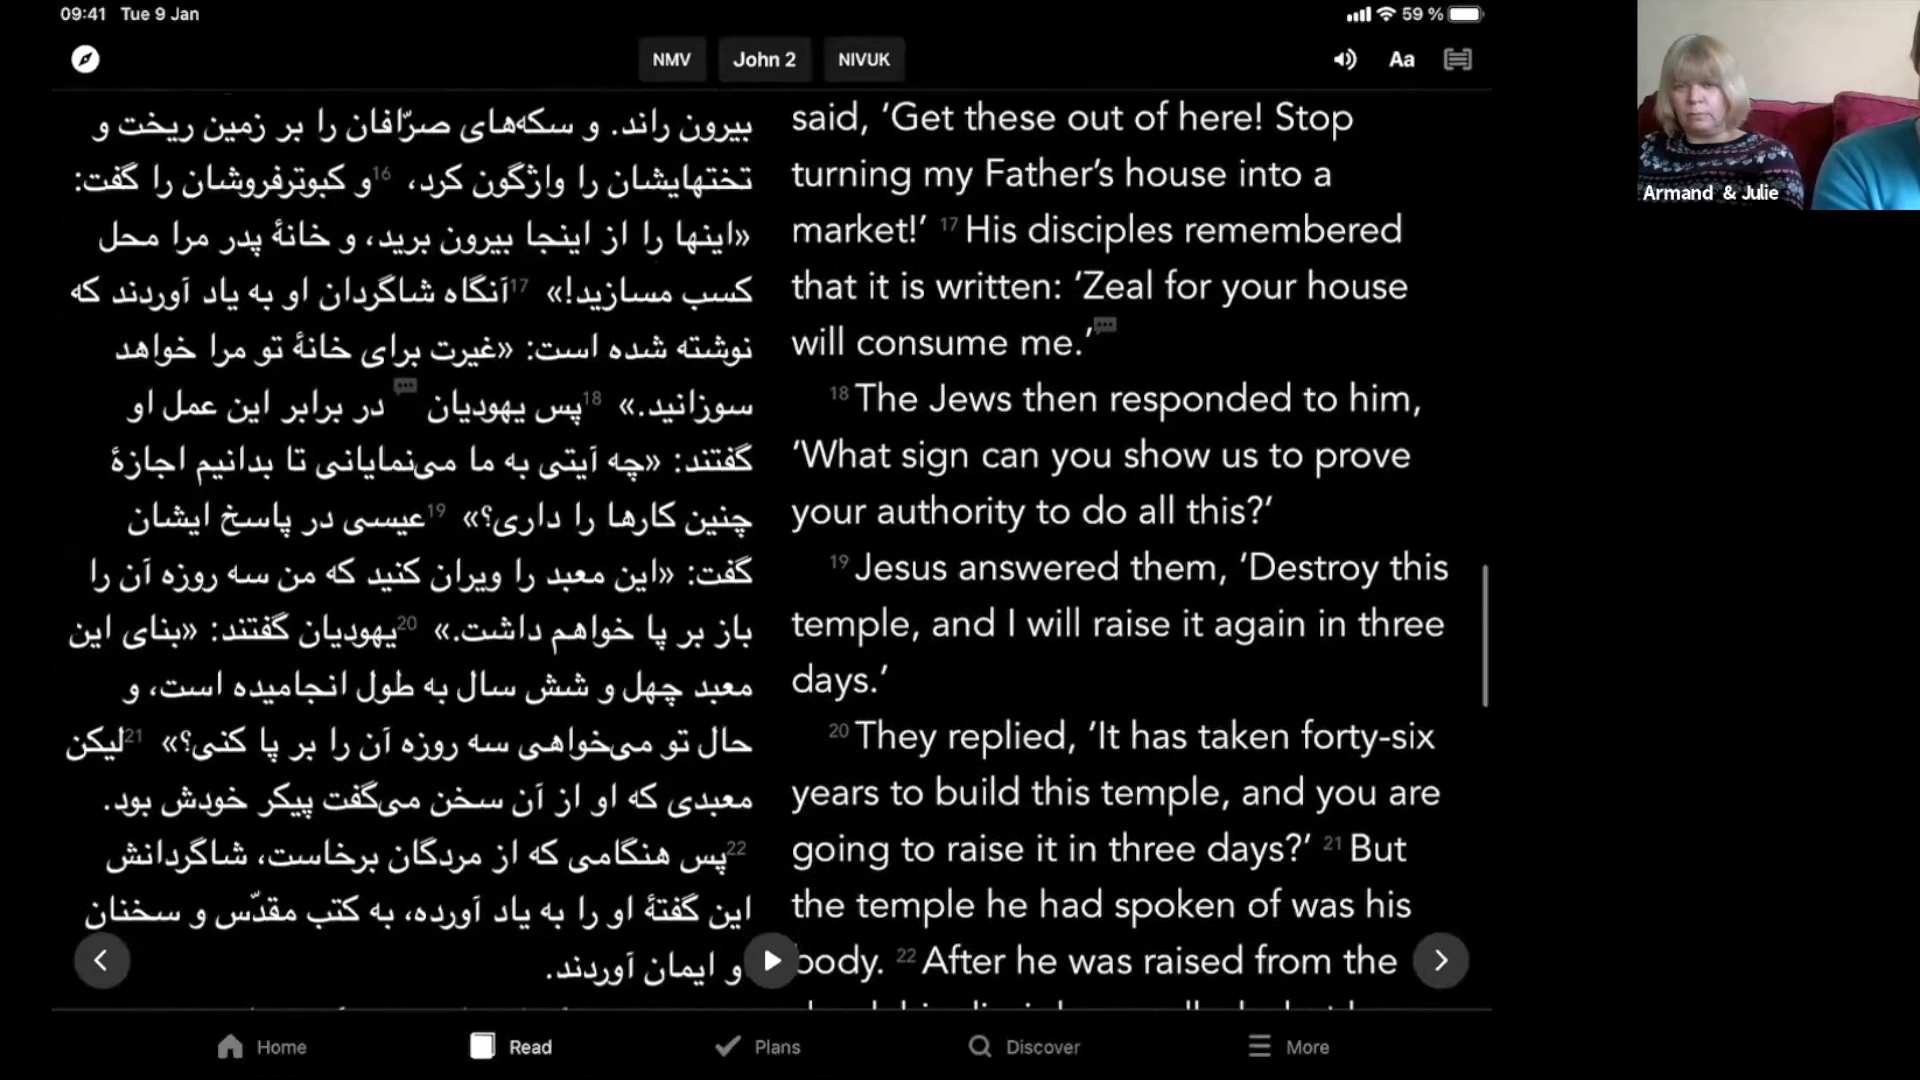 09:41 Tue 9 Jan
59 %
NMV
John 2
NIVUK
Aa
بیرون راند. و سکه‌های صرّافان را بر زمین ریخت و
تختهایشان را واژگون کرد، 16و کبوترفروشان را گفت:
«اینها را از اینجا بیرون برید، و خانهٔ پدر مرا محل
کسب مسازید!» 17آنگاه شاگردان او به یاد آوردند که
نوشته شده است: «غیرت برای خانهٔ تو مرا خواهد
سوزانید.» 18پس یهودیان در برابر این عمل او
گفتند: «چه آیتی به ما می‌نمایانی تا بدانیم اجازهٔ
چنین کارها را داری؟» 19عیسی در پاسخ ایشان
گفت: «این معبد را ویران کنید که من سه روزه آن را
باز بر پا خواهم داشت.» 20یهودیان گفتند: «بنای این
معبد چهل و شش سال به طول انجامیده است، و
حال تو می‌خواهی سه روزه آن را بر پا کنی؟» 21لیکن
معبدی که او از آن سخن می‌گفت پیکر خودش بود.
22پس هنگامی که از مردگان برخاست، شاگردانش
این گفتهٔ او را به یاد آورده، به کتب مقدّس و سخنان
و ایمان آوردند.
said, ‘Get these out of here! Stop
turning my Father’s house into a
market!’ 17 His disciples remembered
that it is written: ‘Zeal for your house
will consume me.’
18 The Jews then responded to him,
‘What sign can you show us to prove
your authority to do all this?’
19 Jesus answered them, ‘Destroy this
temple, and I will raise it again in three
days.’
20 They replied, ‘It has taken forty-six
years to build this temple, and you are
going to raise it in three days?’ 21 But
the temple he had spoken of was his
body. 22 After he was raised from the
Home
Read
Plans
Discover
More
Armand & Julie